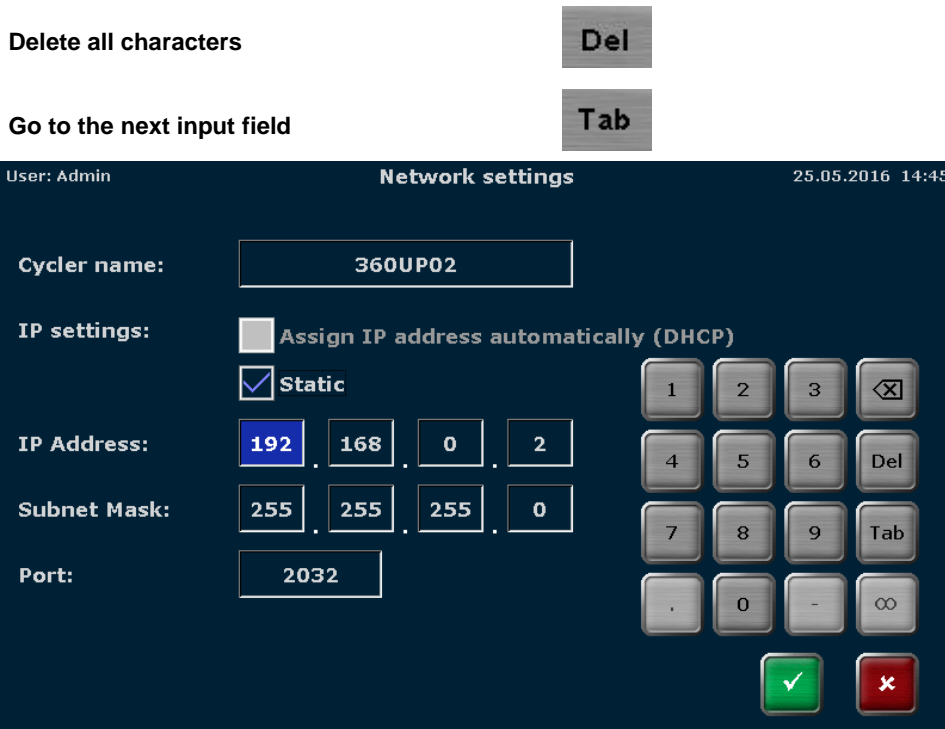 Delete all characters Del
Go to the next input field Tab
User: Admin Network settings 25.05.2016 14:45
Cycler name: 360UP02
IP settings: Assign IP address automatically (DHCP)
Static
1 2 3
IP Address: 192 . 168 . 0 . 2
4 5 6 Del
Subnet Mask: 255 . 255 . 255 . 0
7 8 9 Tab
Port: 2032
. 0 - ∞